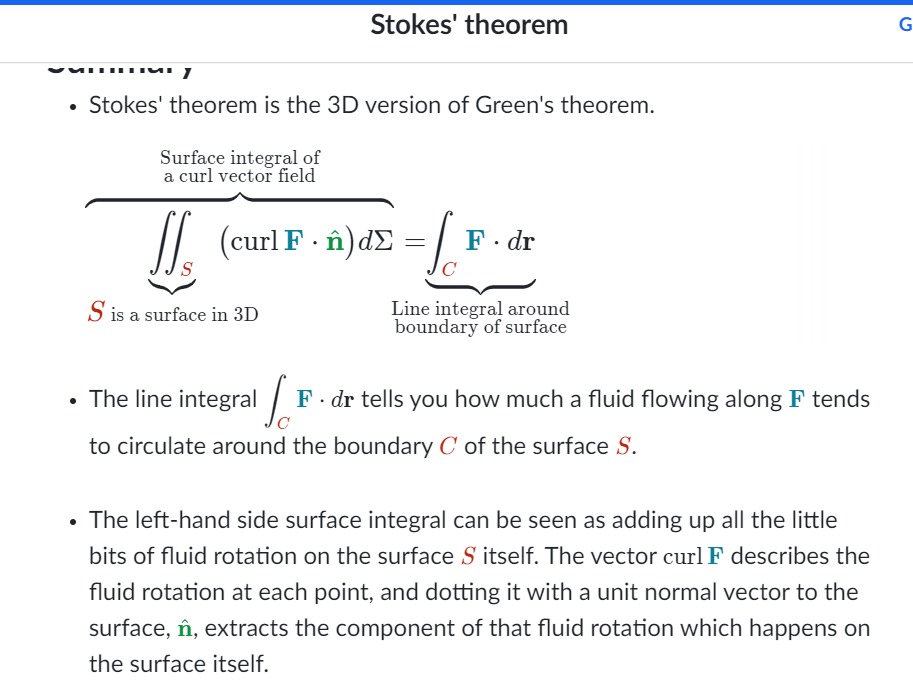 Stokes' theorem
G
Summary
• Stokes' theorem is the 3D version of Green's theorem.
Surface integral of
a curl vector field
∬_S (curl F · n̂) dΣ = ∫_C F · dr
S is a surface in 3D
Line integral around
boundary of surface
• The line integral ∫_C F · dr tells you how much a fluid flowing along F tends
to circulate around the boundary C of the surface S.
• The left-hand side surface integral can be seen as adding up all the little
bits of fluid rotation on the surface S itself. The vector curl F describes the
fluid rotation at each point, and dotting it with a unit normal vector to the
surface, n̂, extracts the component of that fluid rotation which happens on
the surface itself.